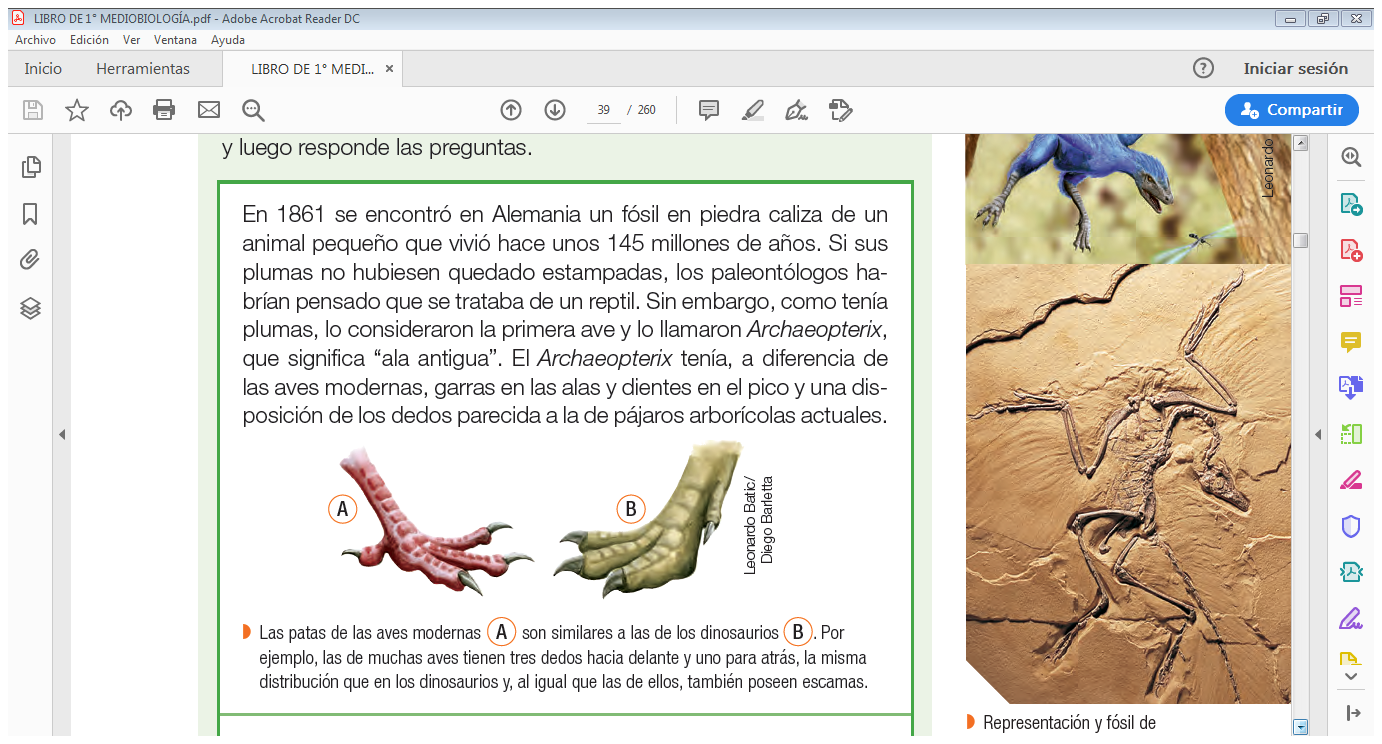 LIBRO DE 1° MEDIOBIOLOGÍA.pdf - Adobe Acrobat Reader DC
Archivo Edición Ver Ventana Ayuda
Inicio Herramientas LIBRO DE 1° MEDI... × Iniciar sesión
39 / 260 Compartir
y luego responde las preguntas.
En 1861 se encontró en Alemania un fósil en piedra caliza de un
animal pequeño que vivió hace unos 145 millones de años. Si sus
plumas no hubiesen quedado estampadas, los paleontólogos ha-
brían pensado que se trataba de un reptil. Sin embargo, como tenía
plumas, lo consideraron la primera ave y lo llamaron Archaeopterix,
que significa “ala antigua”. El Archaeopterix tenía, a diferencia de
las aves modernas, garras en las alas y dientes en el pico y una dis-
posición de los dedos parecida a la de pájaros arborícolas actuales.
A
B
Leonardo Batic/
Diego Barletta
Las patas de las aves modernas A son similares a las de los dinosaurios B. Por
ejemplo, las de muchas aves tienen tres dedos hacia delante y uno para atrás, la misma
distribución que en los dinosaurios y, al igual que las de ellos, también poseen escamas.
Leonardo
Representación y fósil de